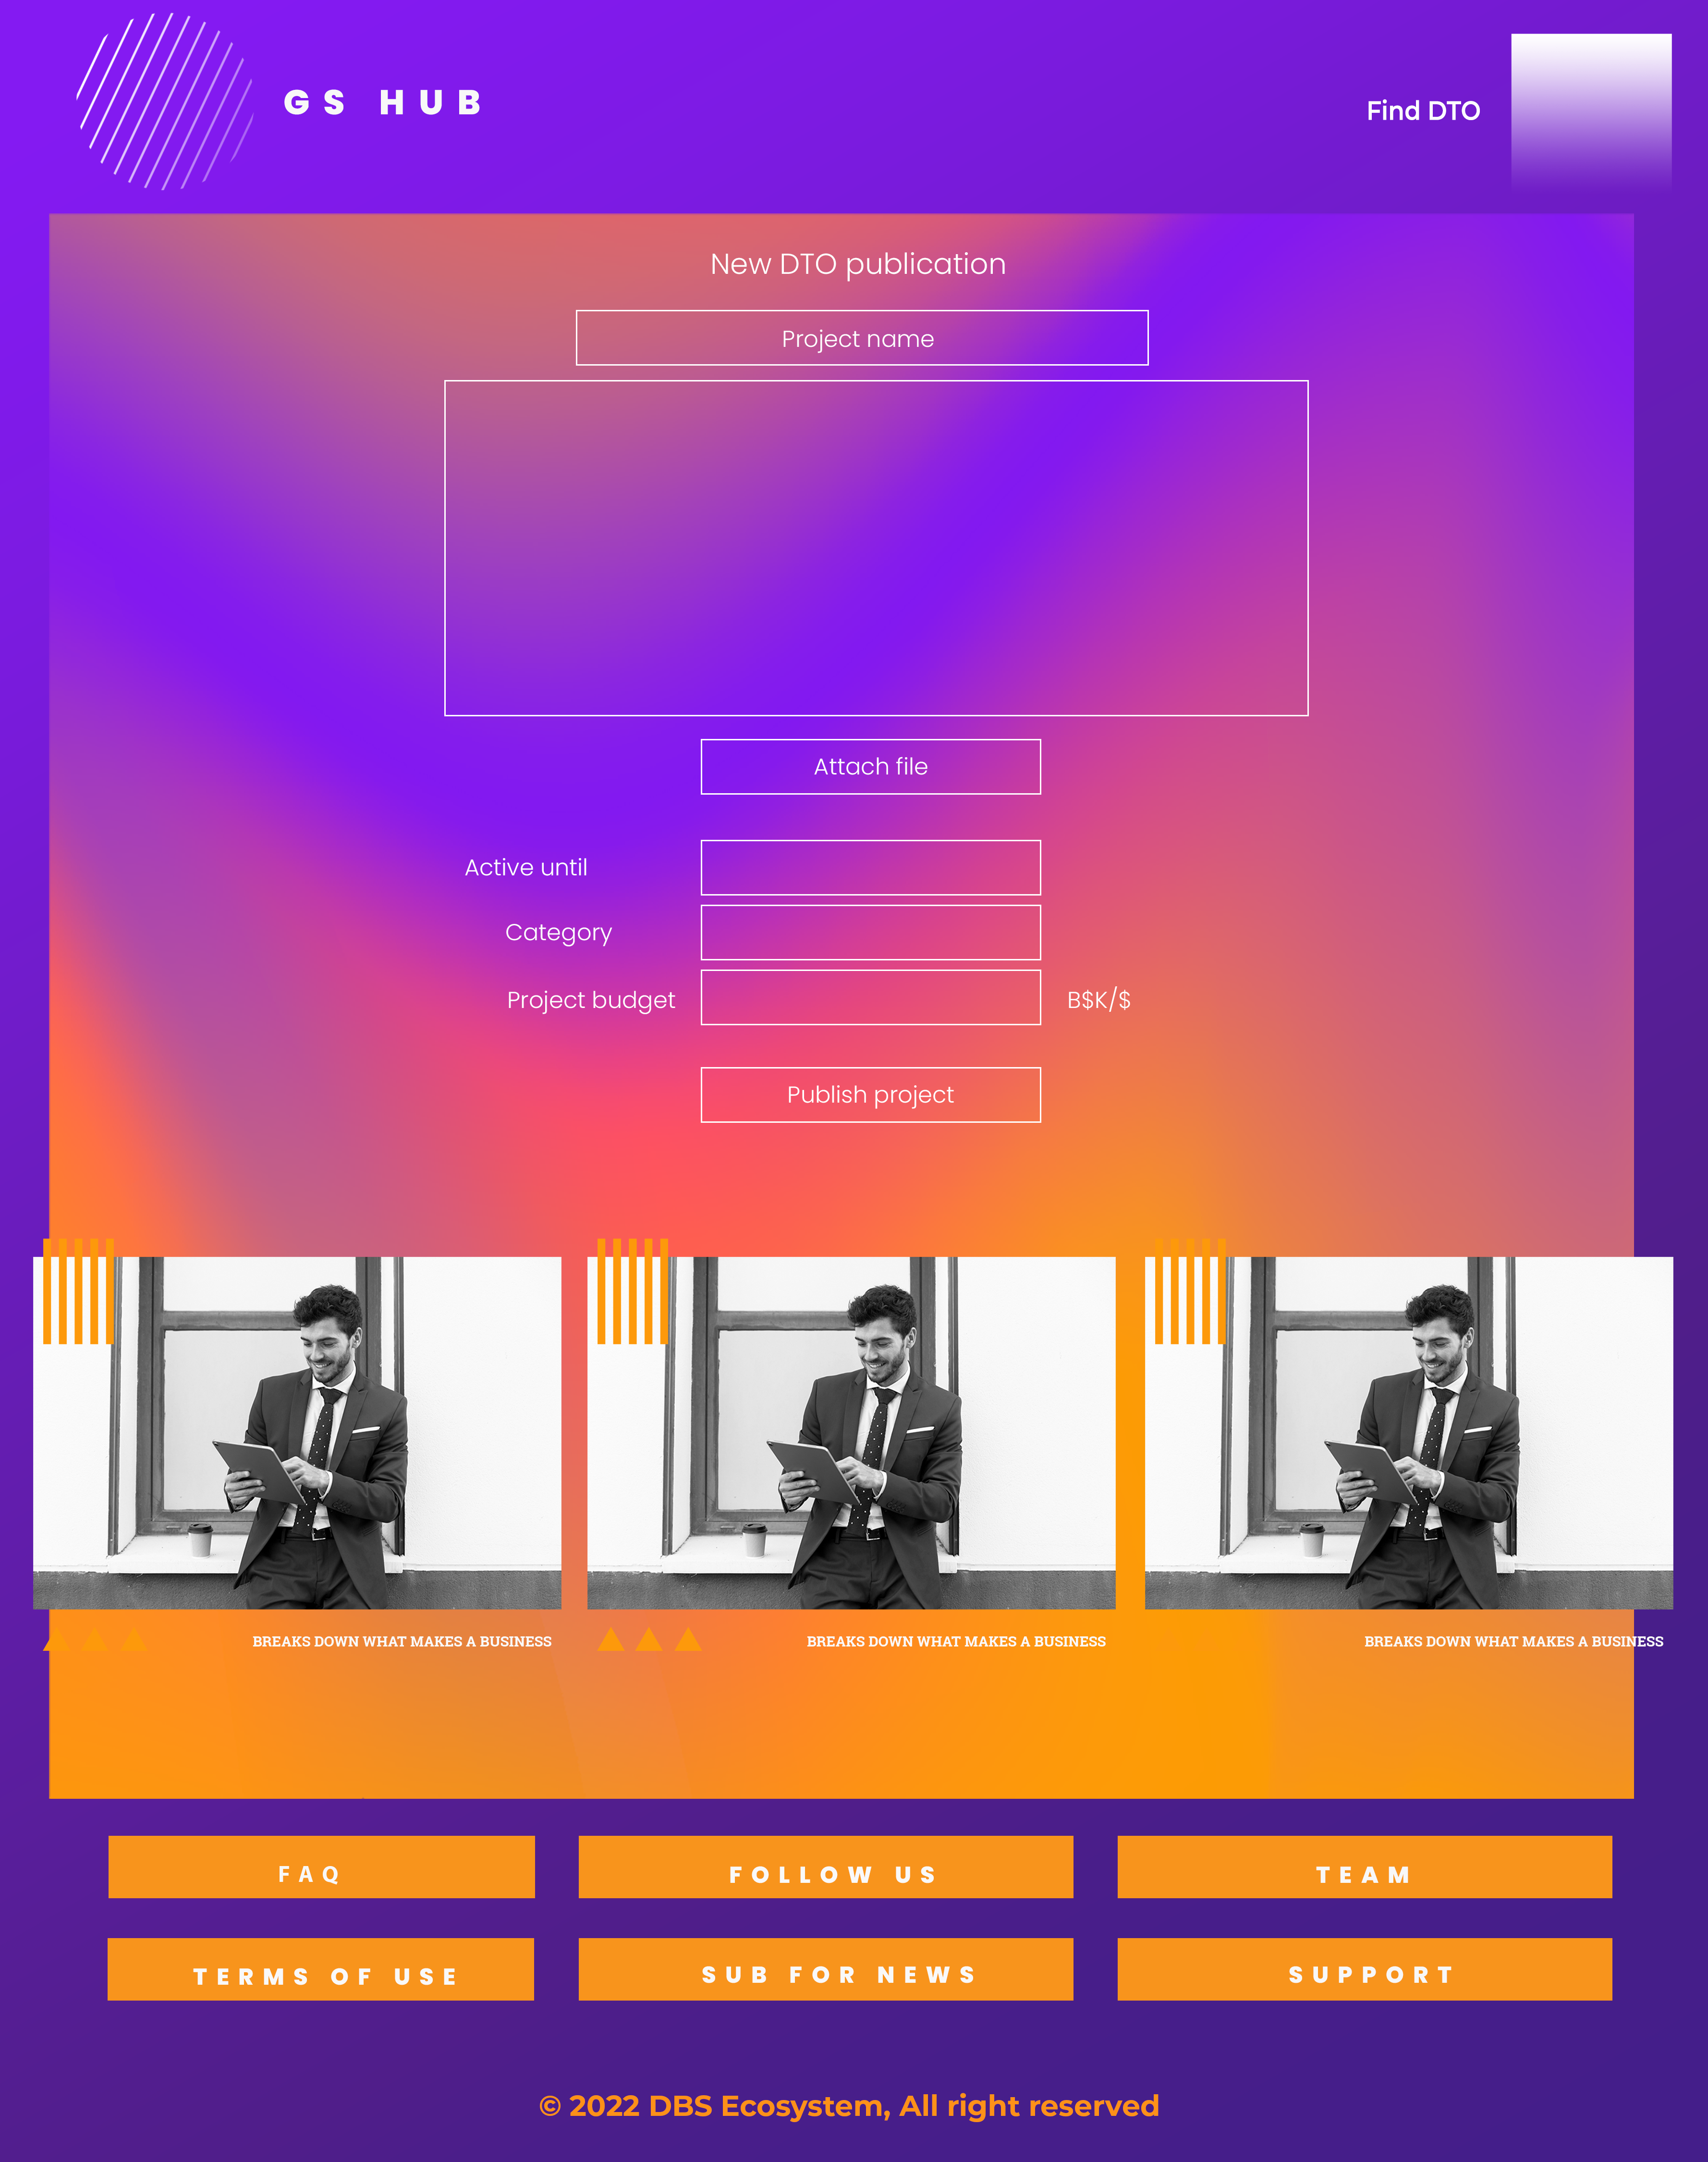 GS HUB
Find DTO
New DTO publication
Project name
Attach file
Active until
Category
Project budget
B$K/$
Publish project
BREAKS DOWN WHAT MAKES A BUSINESS
BREAKS DOWN WHAT MAKES A BUSINESS
BREAKS DOWN WHAT MAKES A BUSINESS
FAQ
FOLLOW US
TEAM
TERMS OF USE
SUB FOR NEWS
SUPPORT
© 2022 DBS Ecosystem, All right reserved